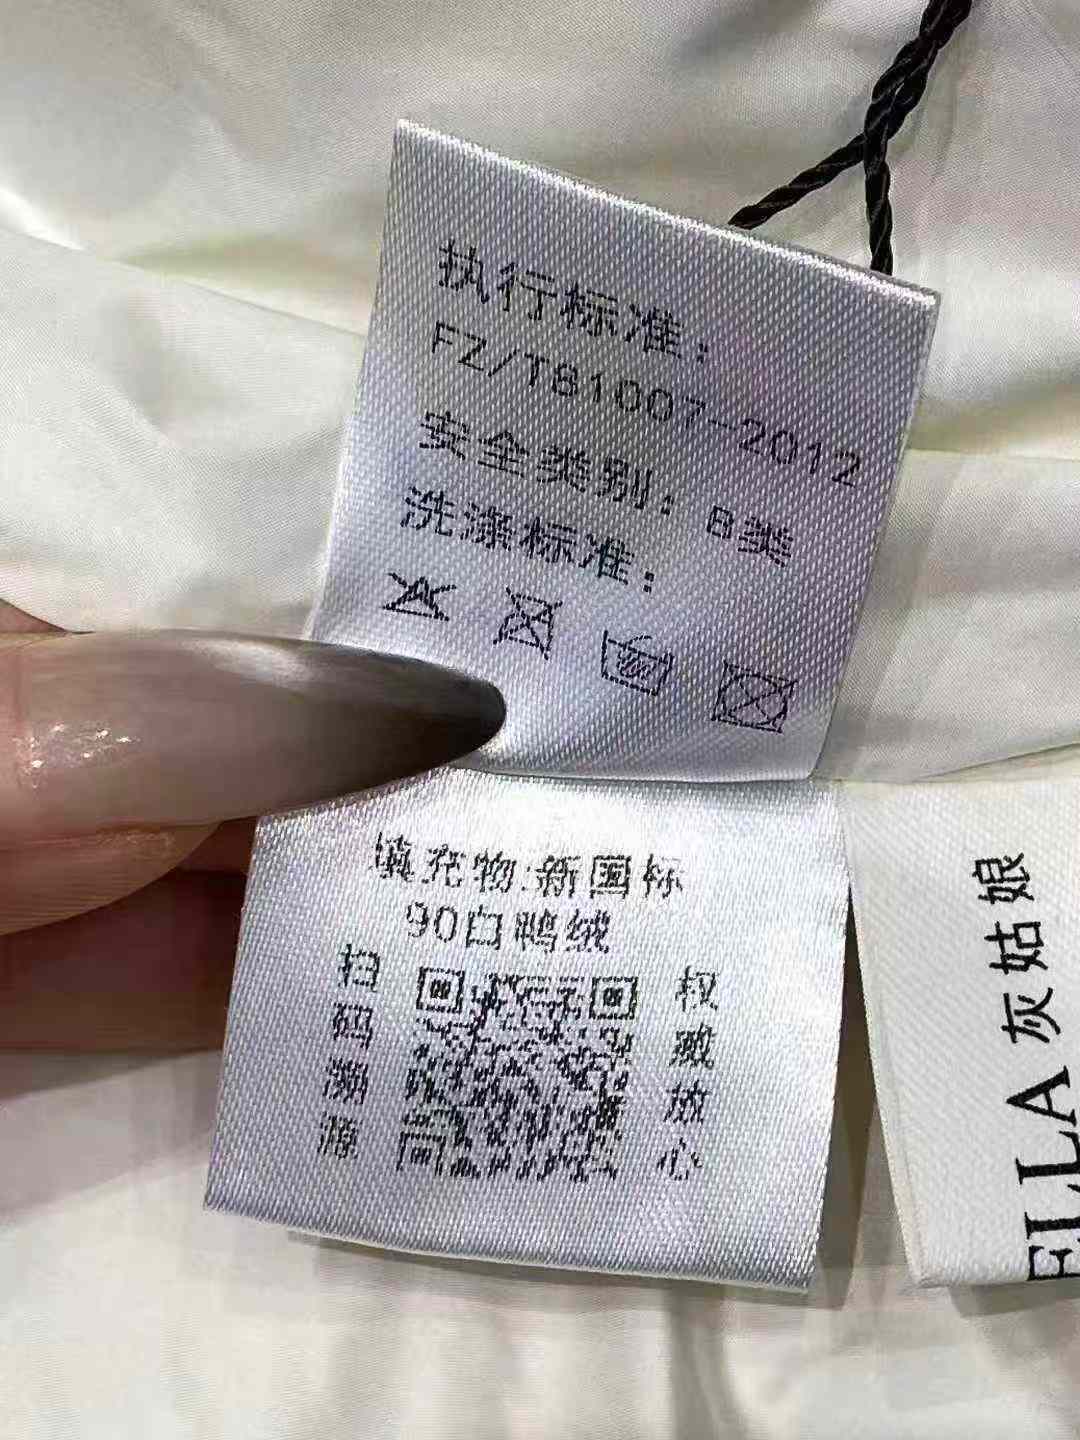 执行标准:
FZ/T81007-2012
安全类别: B类
洗涤标准:
填充物:新国标
90白鸭绒
扫码溯源
权威放心
ELLA 灰姑娘